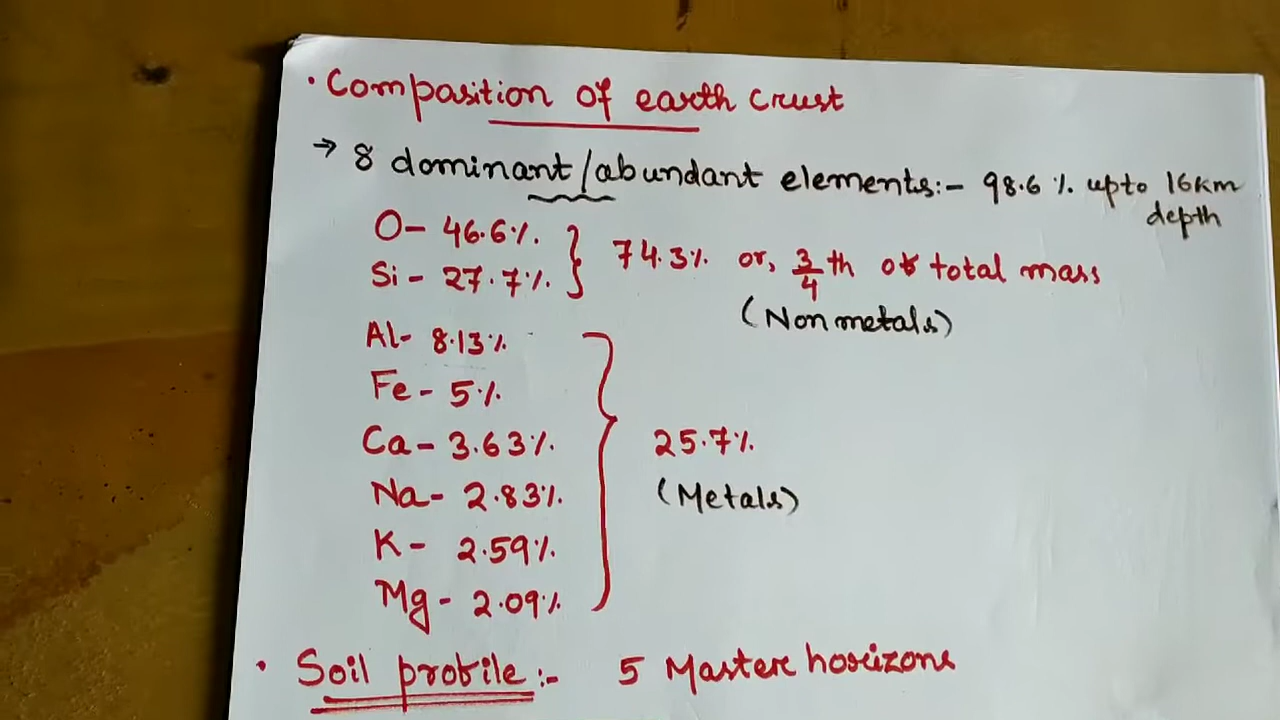 • Composition of earth crust
→ 8 dominant/abundant elements:- 98.6% upto 16km depth
O- 46.6%.
Si- 27.7%.
74.3% or, 3/4 th of total mass
(Nonmetals)
Al- 8.13%
Fe- 5%.
Ca- 3.63%.
Na- 2.83%.
K- 2.59%.
Mg- 2.09%.
25.7%.
(Metals)
• Soil profile:- 5 Master horizons